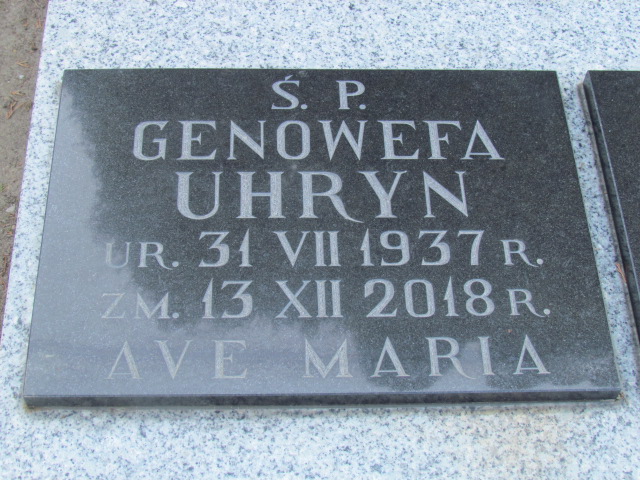 Ś. P.
GENOWEFA
UHRYN
UR. 31 VII 1937 R.
ZM. 13 XII 2018 R.
AVE MARIA